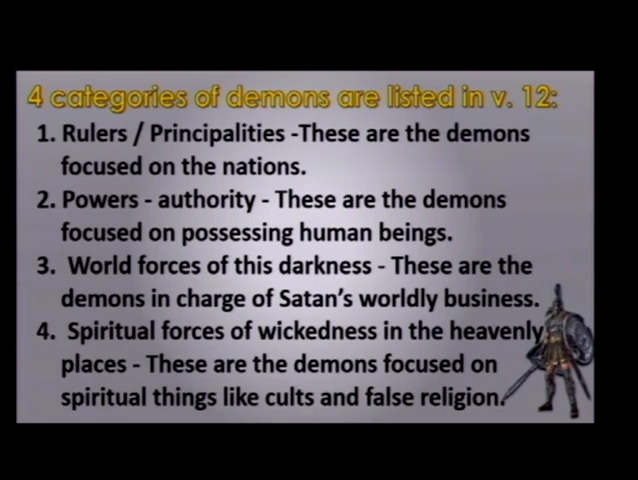 4 categories of demons are listed in v. 12:
1. Rulers / Principalities -These are the demons
focused on the nations.
2. Powers - authority - These are the demons
focused on possessing human beings.
3. World forces of this darkness - These are the
demons in charge of Satan's worldly business.
4. Spiritual forces of wickedness in the heavenly
places - These are the demons focused on
spiritual things like cults and false religion.